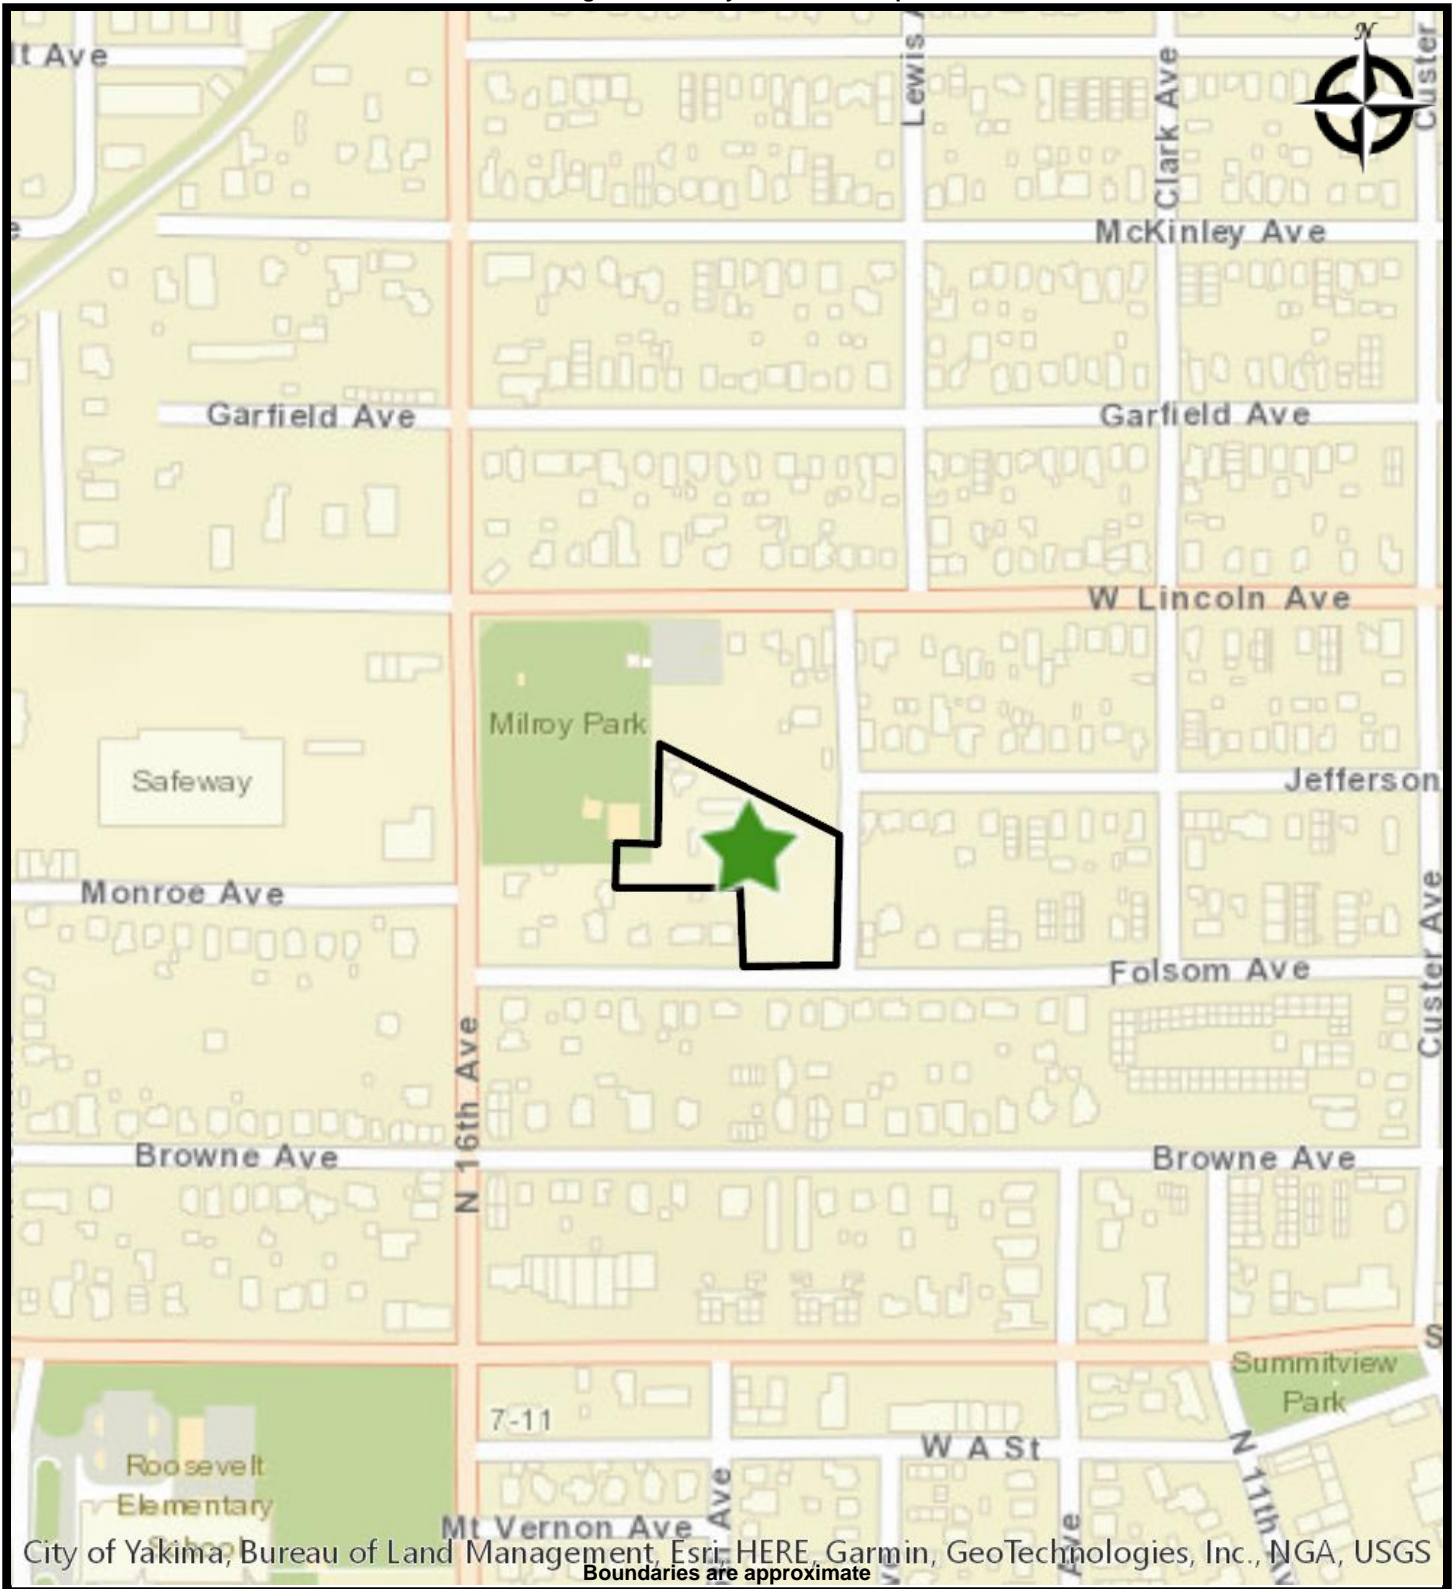 lt Ave
Lewis
Clark Ave
N
Custer
McKinley Ave
Garfield Ave
Garfield Ave
W Lincoln Ave
Milroy Park
Safeway
Jefferson
Monroe Ave
Folsom Ave
Custer Ave
N 16th Ave
Browne Ave
Browne Ave
S
Summitview
Park
7-11
W A St
N 11th Av
Roosevelt
Elementary
School
Mt Vernon Ave
Ave
Ave
City of Yakima, Bureau of Land Management, Esri, HERE, Garmin, GeoTechnologies, Inc., NGA, USGS
Boundaries are approximate